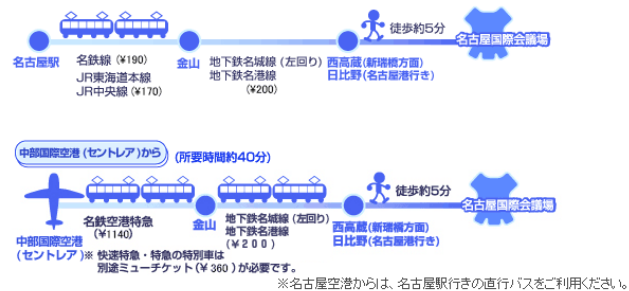 徒歩約5分
名古屋駅
名鉄線 (¥190)
JR東海道本線
JR中央線 (¥170)
金山
地下鉄名城線 (左回り)
地下鉄名港線
(¥200)
西高蔵(新瑞橋方面)
日比野(名古屋港行き)
名古屋国際会議場
中部国際空港 (セントレア)から
(所要時間約40分)
徒歩約5分
中部国際空港
(セントレア)
名鉄空港特急
(¥1140)
金山
地下鉄名城線 (左回り)
地下鉄名港線
(¥200)
西高蔵(新瑞橋方面)
日比野(名古屋港行き)
名古屋国際会議場
※ 快速特急・特急の特別車は
別途ミューチケット(¥360)が必要です。
※名古屋空港からは、名古屋駅行きの直行バスをご利用ください。